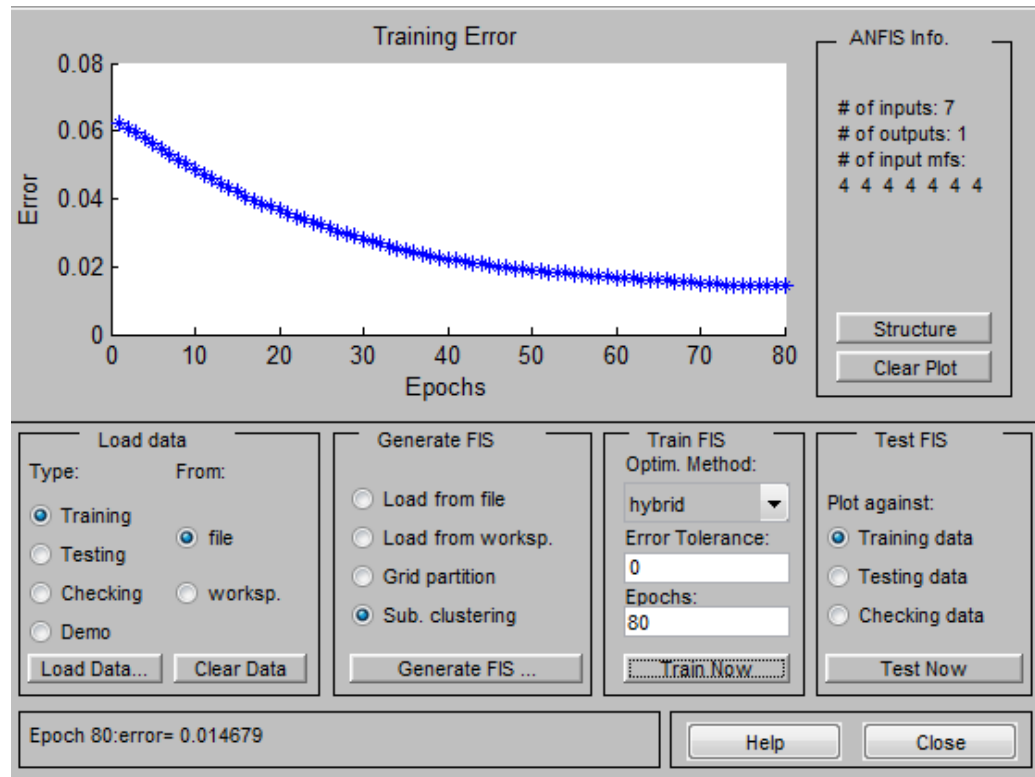 Training Error
0.08
0.06
0.04
0.02
0
Error
0 10 20 30 40 50 60 70 80
Epochs
ANFIS Info.
# of inputs: 7
# of outputs: 1
# of input mfs:
4 4 4 4 4 4 4
Structure
Clear Plot
Load data
Type: From:
Training
Testing
Checking
Demo
file
worksp.
Load Data...
Clear Data
Generate FIS
Load from file
Load from worksp.
Grid partition
Sub. clustering
Generate FIS ...
Train FIS
Optim. Method:
hybrid
Error Tolerance:
0
Epochs:
80
Train Now
Test FIS
Plot against:
Training data
Testing data
Checking data
Test Now
Epoch 80:error= 0.014679
Help
Close